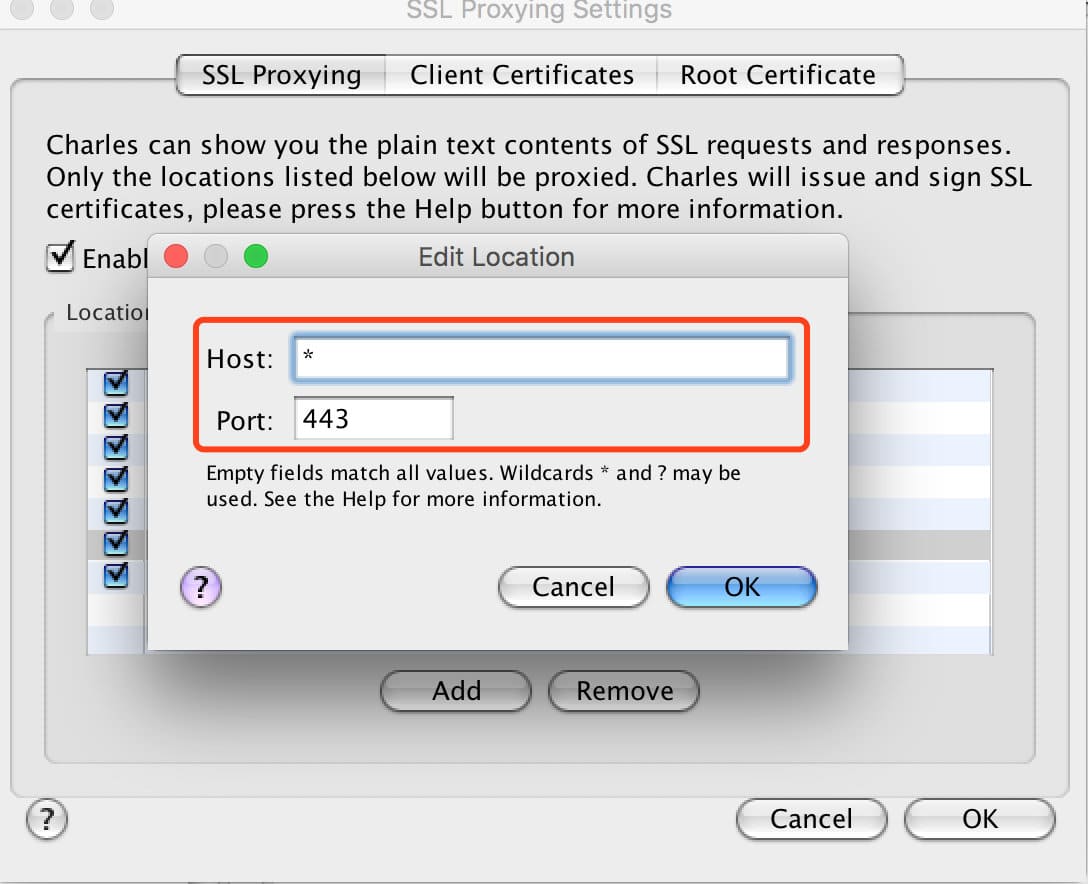 SSL Proxying Settings
SSL Proxying Client Certificates Root Certificate
Charles can show you the plain text contents of SSL requests and responses.
Only the locations listed below will be proxied. Charles will issue and sign SSL
certificates, please press the Help button for more information.
Enabl
Edit Location
Locatio
Host: *
Port: 443
Empty fields match all values. Wildcards * and ? may be
used. See the Help for more information.
? Cancel OK
Add Remove
? Cancel OK